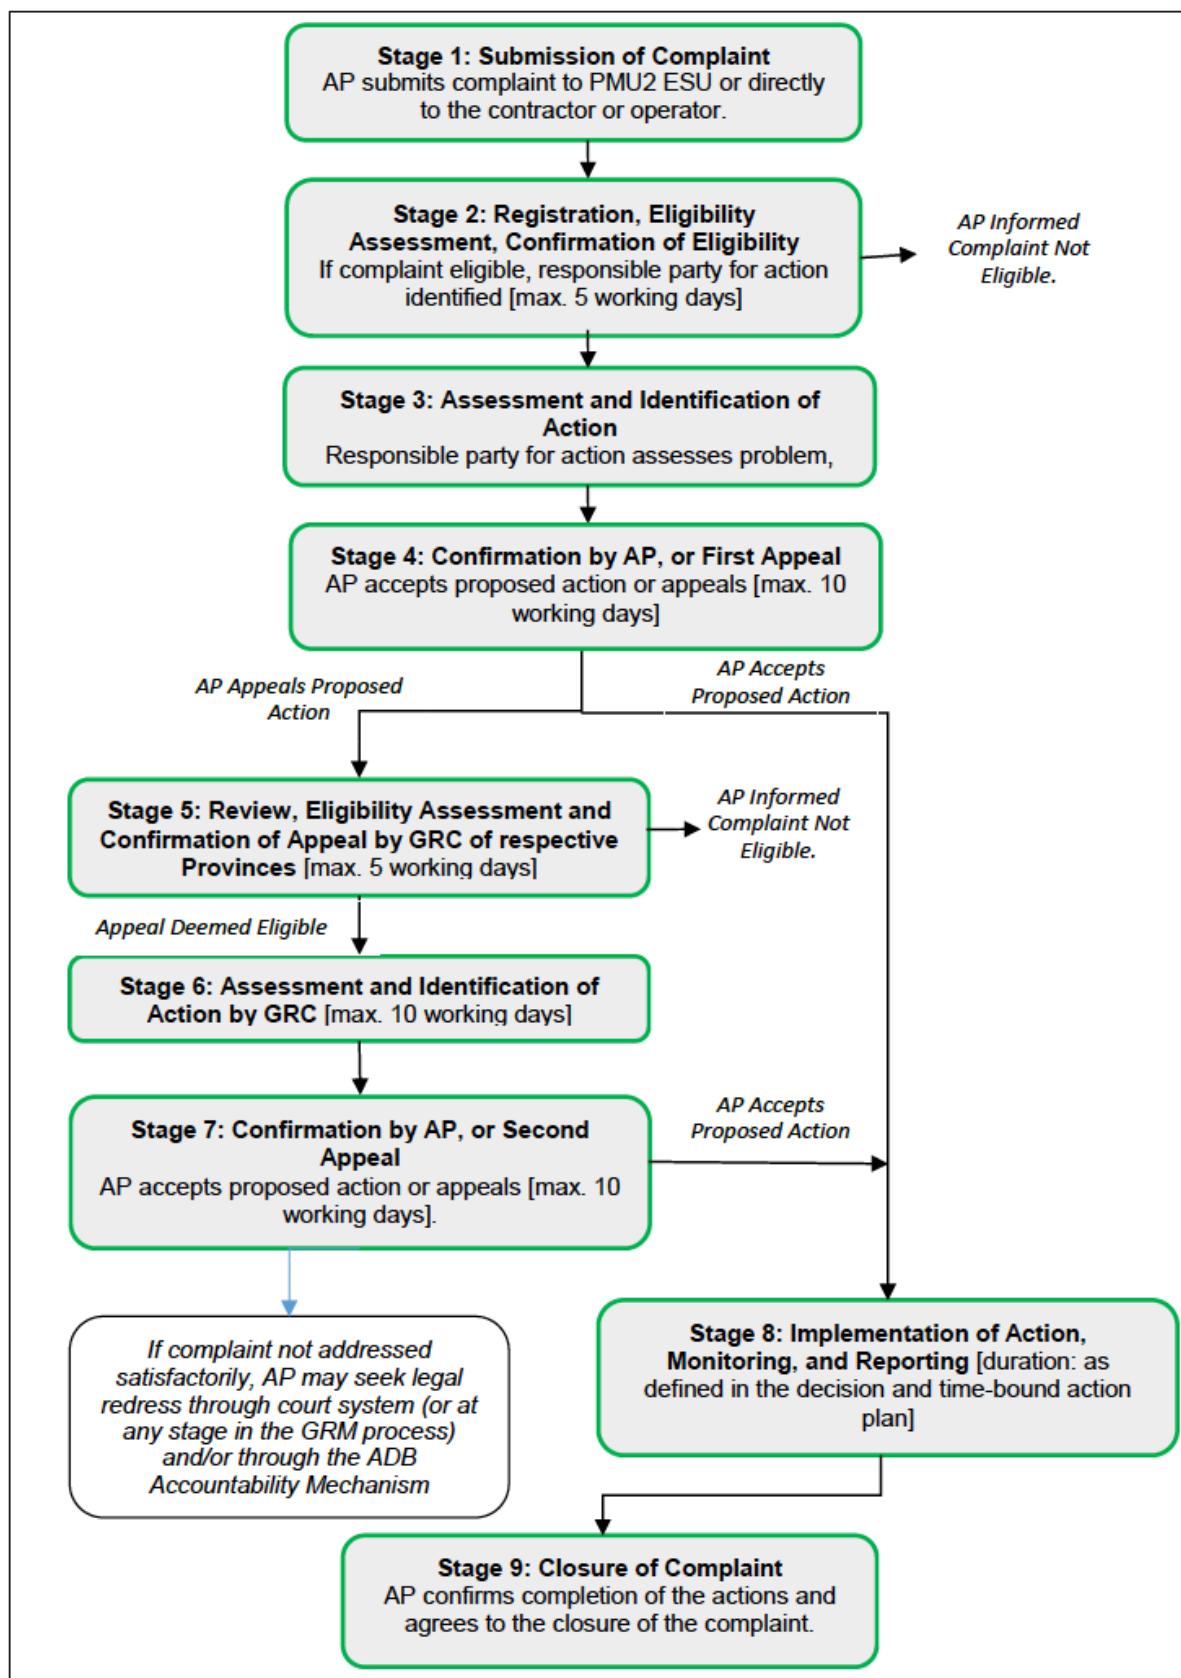 Stage 1: Submission of Complaint
AP submits complaint to PMU2 ESU or directly
to the contractor or operator.
Stage 2: Registration, Eligibility
Assessment, Confirmation of Eligibility
If complaint eligible, responsible party for action
identified [max. 5 working days]
AP Informed
Complaint Not
Eligible.
Stage 3: Assessment and Identification of
Action
Responsible party for action assesses problem,
Stage 4: Confirmation by AP, or First Appeal
AP accepts proposed action or appeals [max. 10
working days]
AP Appeals Proposed
Action
AP Accepts
Proposed Action
Stage 5: Review, Eligibility Assessment and
Confirmation of Appeal by GRC of respective
Provinces [max. 5 working days]
AP Informed
Complaint Not
Eligible.
Appeal Deemed Eligible
Stage 6: Assessment and Identification of
Action by GRC [max. 10 working days]
Stage 7: Confirmation by AP, or Second
Appeal
AP accepts proposed action or appeals [max. 10
working days].
AP Accepts
Proposed Action
If complaint not addressed
satisfactorily, AP may seek legal
redress through court system (or at
any stage in the GRM process)
and/or through the ADB
Accountability Mechanism
Stage 8: Implementation of Action,
Monitoring, and Reporting [duration: as
defined in the decision and time-bound action
plan]
Stage 9: Closure of Complaint
AP confirms completion of the actions and
agrees to the closure of the complaint.